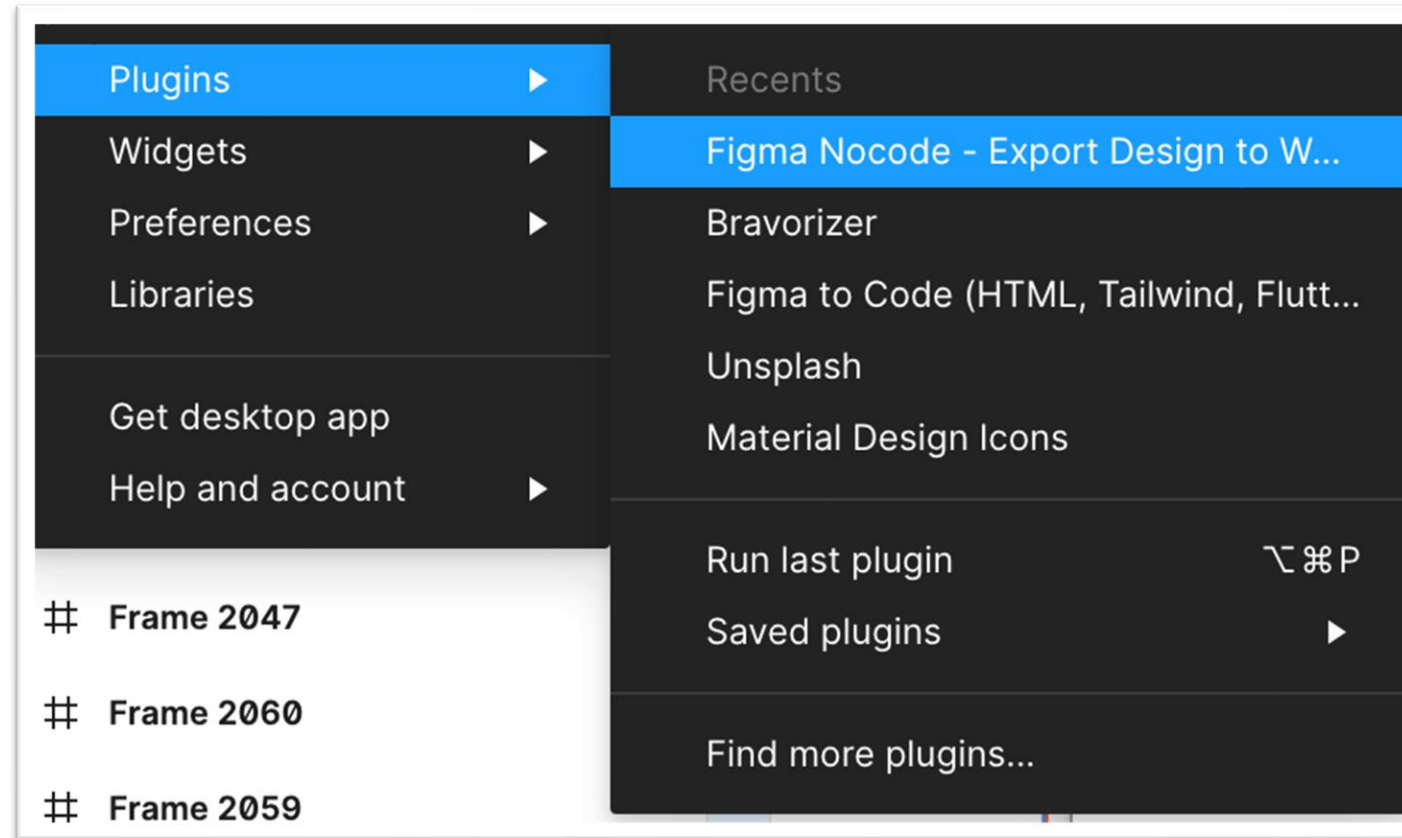 Plugins
Widgets
Preferences
Libraries
Get desktop app
Help and account
Frame 2047
Frame 2060
Frame 2059
Recents
Figma Nocode - Export Design to W...
Bravorizer
Figma to Code (HTML, Tailwind, Flutt...
Unsplash
Material Design Icons
Run last plugin ⌥⌘P
Saved plugins
Find more plugins...